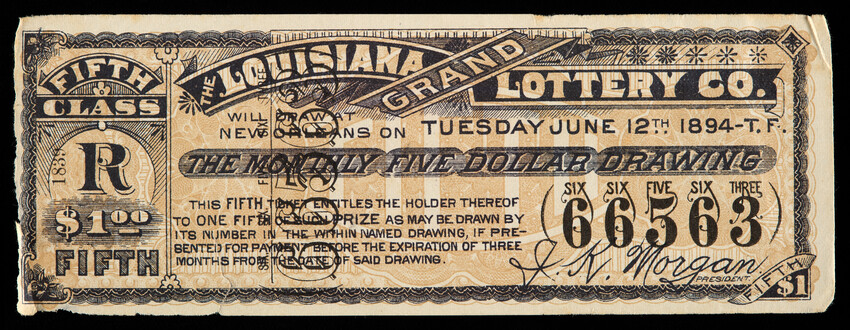 FIFTH
CLASS
1835
R
$1.00
FIFTH
THE LOUISIANA
GRAND
LOTTERY CO.
WILL DRAW AT
NEW ORLEANS ON TUESDAY JUNE 12TH 1894-T.F.
THE MONTHLY FIVE DOLLAR DRAWING
THIS FIFTH TICKET ENTITLES THE HOLDER THEREOF
TO ONE FIFTH OF SUCH PRIZE AS MAY BE DRAWN BY
ITS NUMBER IN THE WITHIN NAMED DRAWING, IF PRE-
SENTED FOR PAYMENT BEFORE THE EXPIRATION OF THREE
MONTHS FROM THE DATE OF SAID DRAWING.
SIX SIX FIVE SIX THREE
(66563)
J. K. Morgan
PRESIDENT.
FIFTH
$1